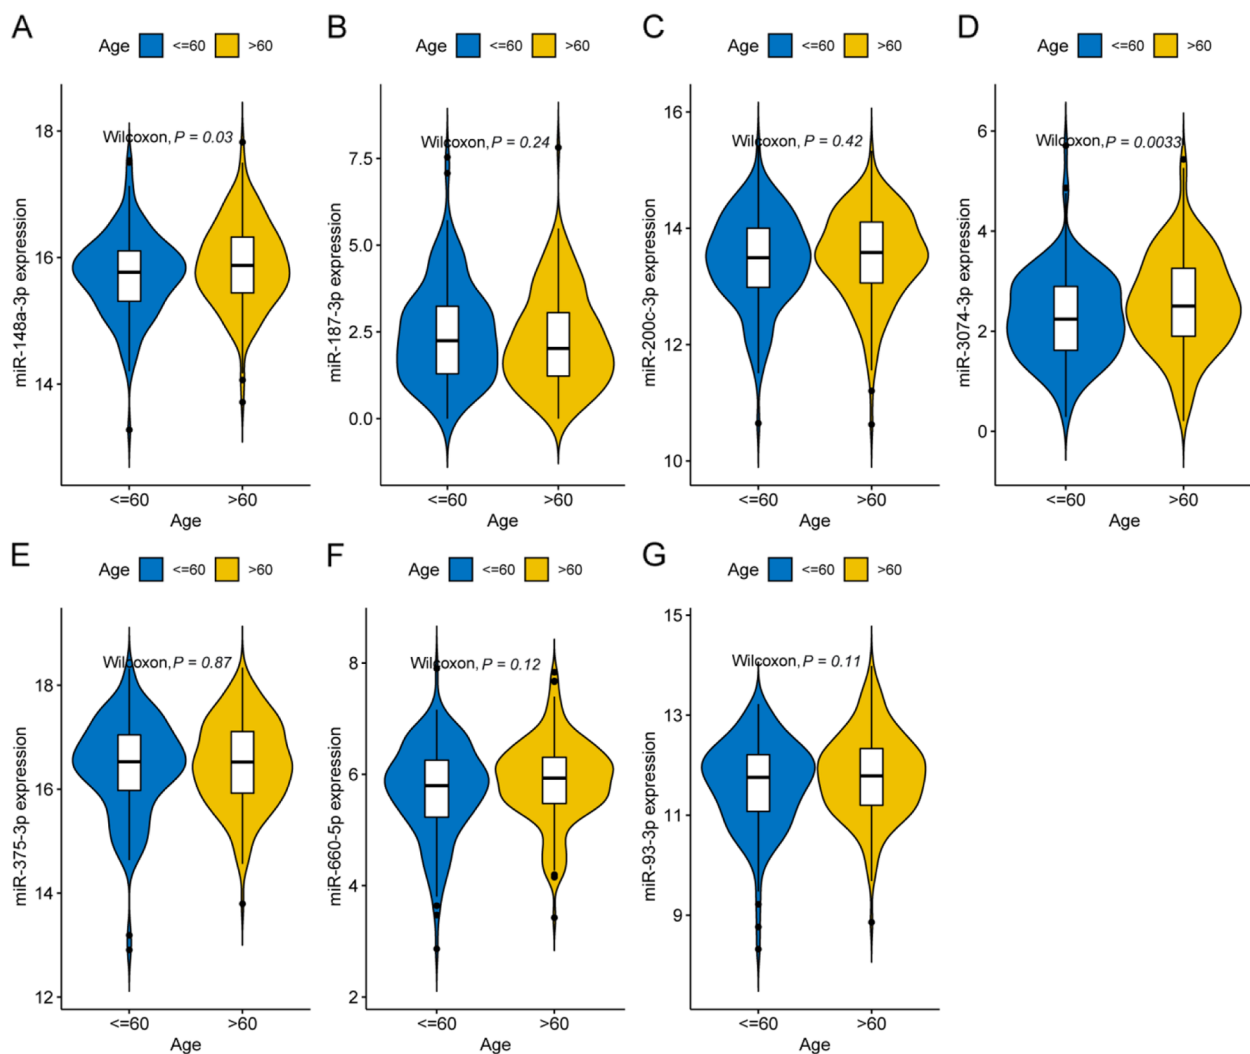 A
Age <=60 >60
Wilcoxon, P = 0.03
miR-148a-3p expression
18
16
14
<=60 >60
Age
B
Age <=60 >60
Wilcoxon, P = 0.24
miR-187-3p expression
7.5
5.0
2.5
0.0
<=60 >60
Age
C
Age <=60 >60
Wilcoxon, P = 0.42
miR-200c-3p expression
16
14
12
10
<=60 >60
Age
D
Age <=60 >60
Wilcoxon, P = 0.0033
miR-3074-3p expression
6
4
2
0
<=60 >60
Age
E
Age <=60 >60
Wilcoxon, P = 0.87
miR-375-3p expression
18
16
14
12
<=60 >60
Age
F
Age <=60 >60
Wilcoxon, P = 0.12
miR-660-5p expression
8
6
4
2
<=60 >60
Age
G
Age <=60 >60
Wilcoxon, P = 0.11
miR-93-3p expression
15
13
11
9
<=60 >60
Age